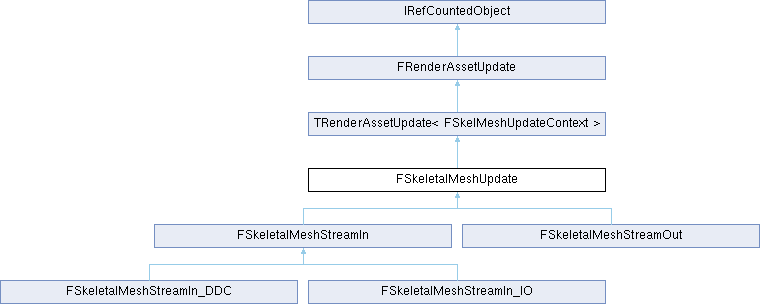 IRefCountedObject
FRenderAssetUpdate
TRenderAssetUpdate< FSkelMeshUpdateContext >
FSkeletalMeshUpdate
FSkeletalMeshStreamIn
FSkeletalMeshStreamOut
FSkeletalMeshStreamIn_DDC
FSkeletalMeshStreamIn_IO